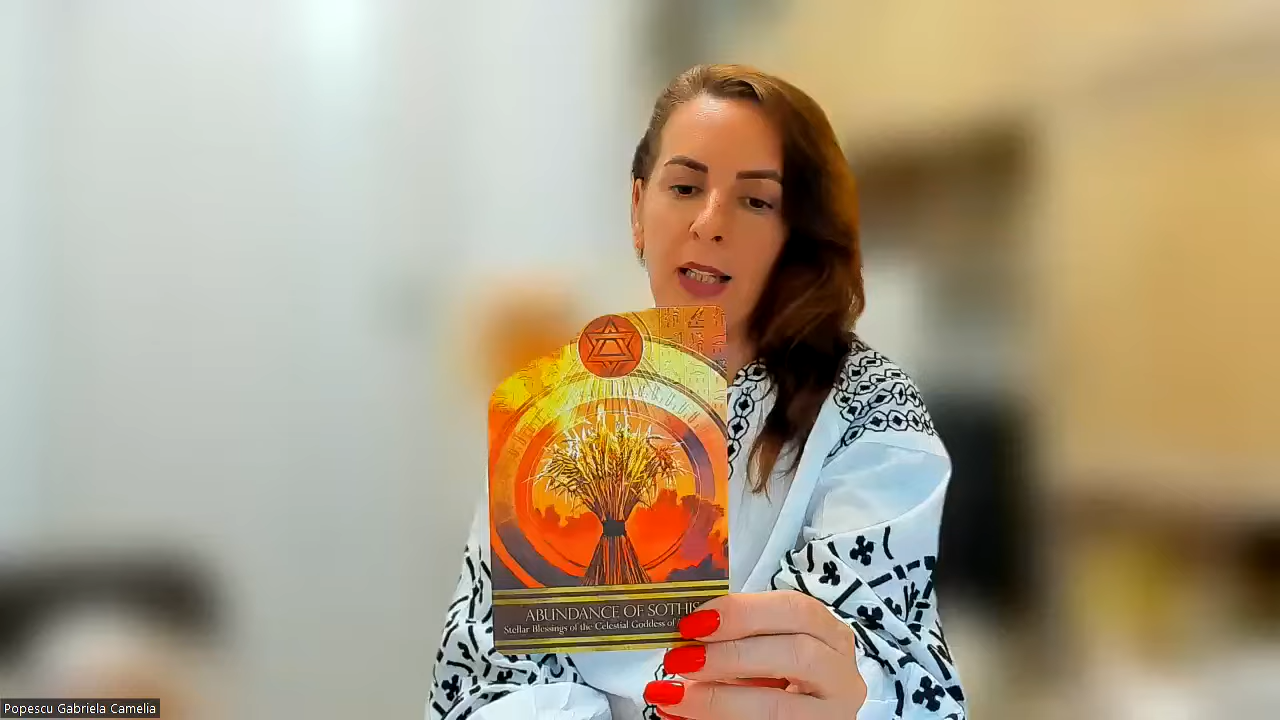 ABUNDANCE OF SOTHIS
Stellar Blessings of the Celestial Goddess of
Popescu Gabriela Camelia